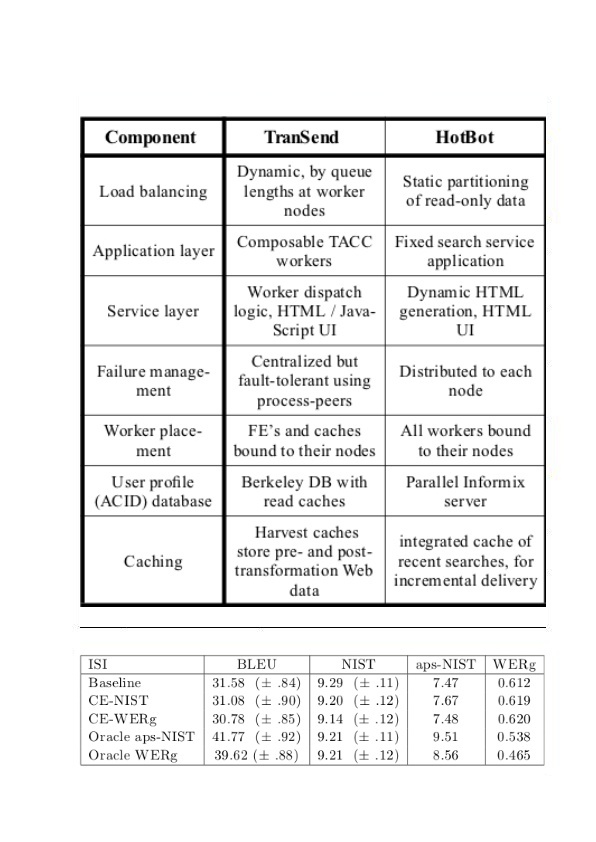 Component TranSend HotBot
Load balancing Dynamic, by queue lengths at worker nodes Static partitioning of read-only data
Application layer Composable TACC workers Fixed search service application
Service layer Worker dispatch logic, HTML / Java-Script UI Dynamic HTML generation, HTML UI
Failure manage-ment Centralized but fault-tolerant using process-peers Distributed to each node
Worker place-ment FE's and caches bound to their nodes All workers bound to their nodes
User profile (ACID) database Berkeley DB with read caches Parallel Informix server
Caching Harvest caches store pre- and post-transformation Web data integrated cache of recent searches, for incremental delivery
ISI BLEU NIST aps-NIST WERg
Baseline 31.58 (± .84) 9.29 (± .11) 7.47 0.612
CE-NIST 31.08 (± .90) 9.20 (± .12) 7.67 0.619
CE-WERg 30.78 (± .85) 9.14 (± .12) 7.48 0.620
Oracle aps-NIST 41.77 (± .92) 9.21 (± .11) 9.51 0.538
Oracle WERg 39.62 (± .88) 9.21 (± .12) 8.56 0.465